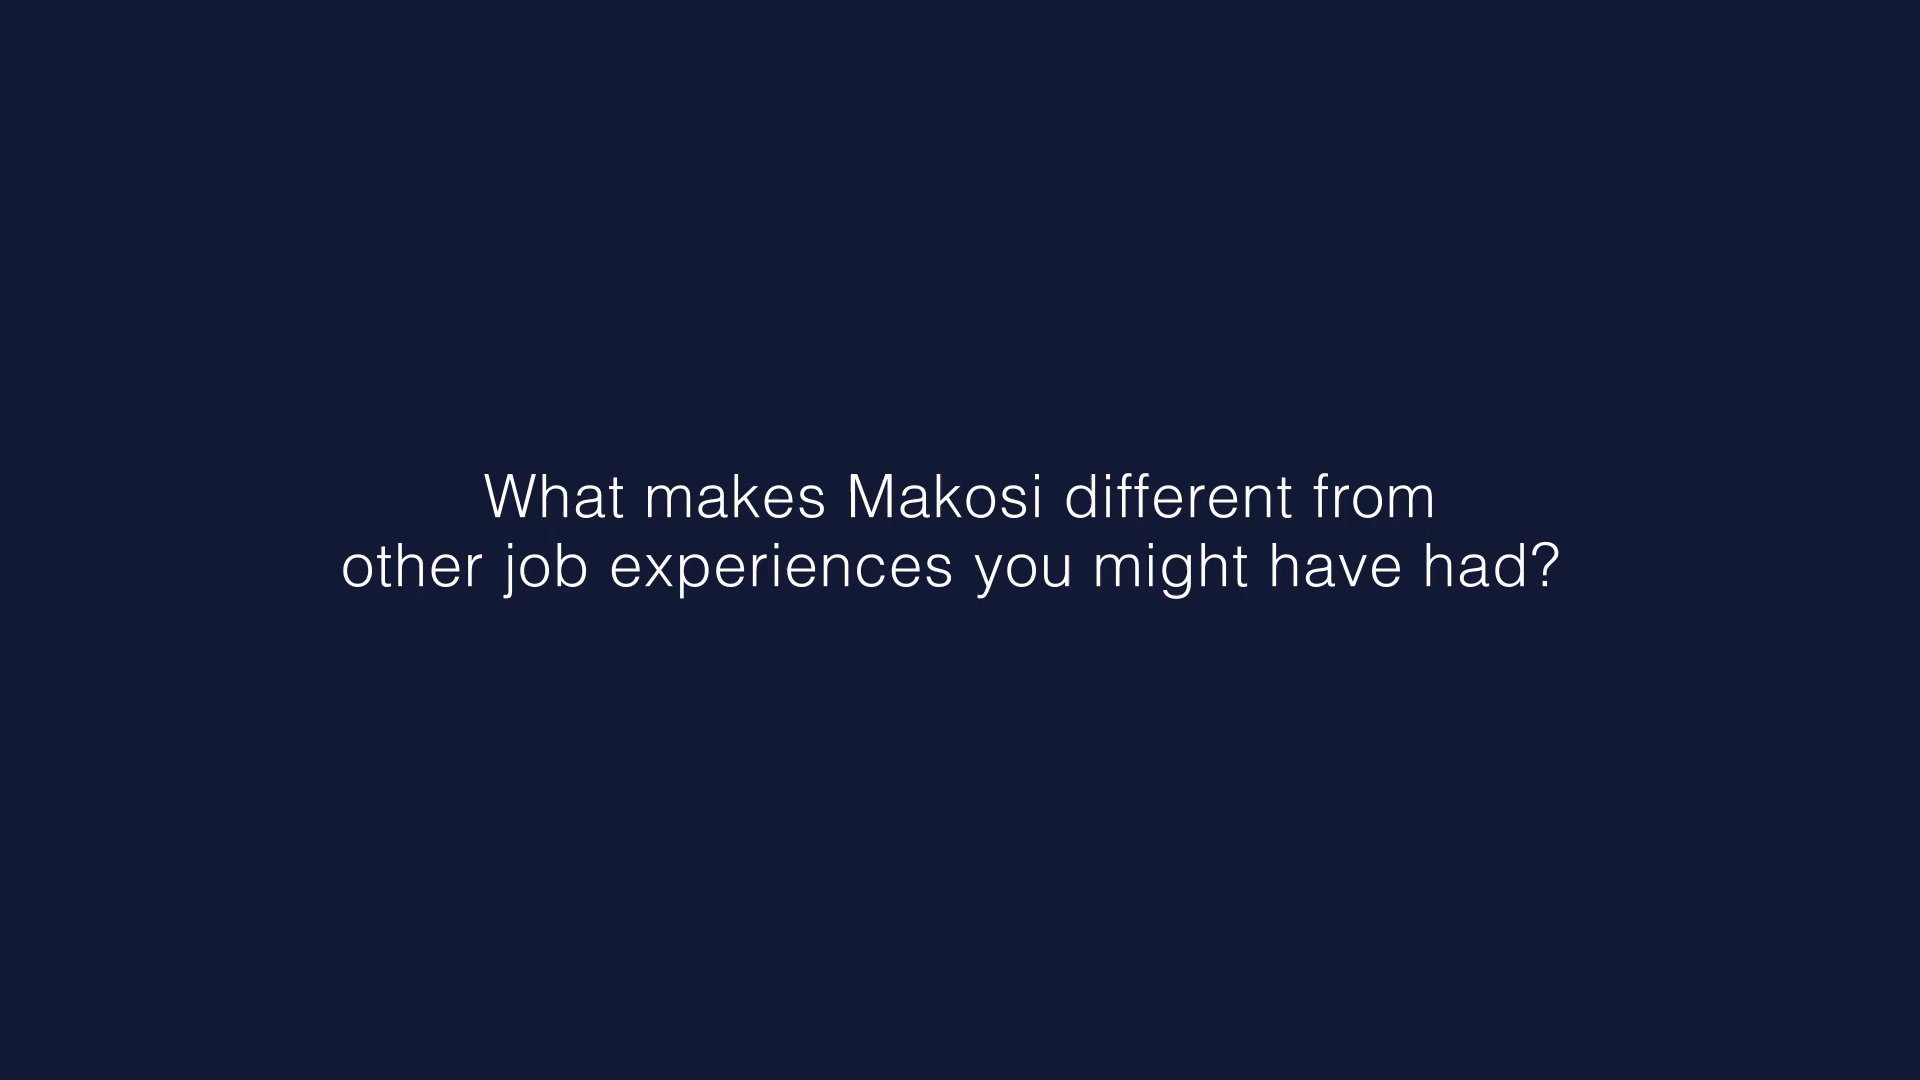 What makes Makosi different from
other job experiences you might have had?